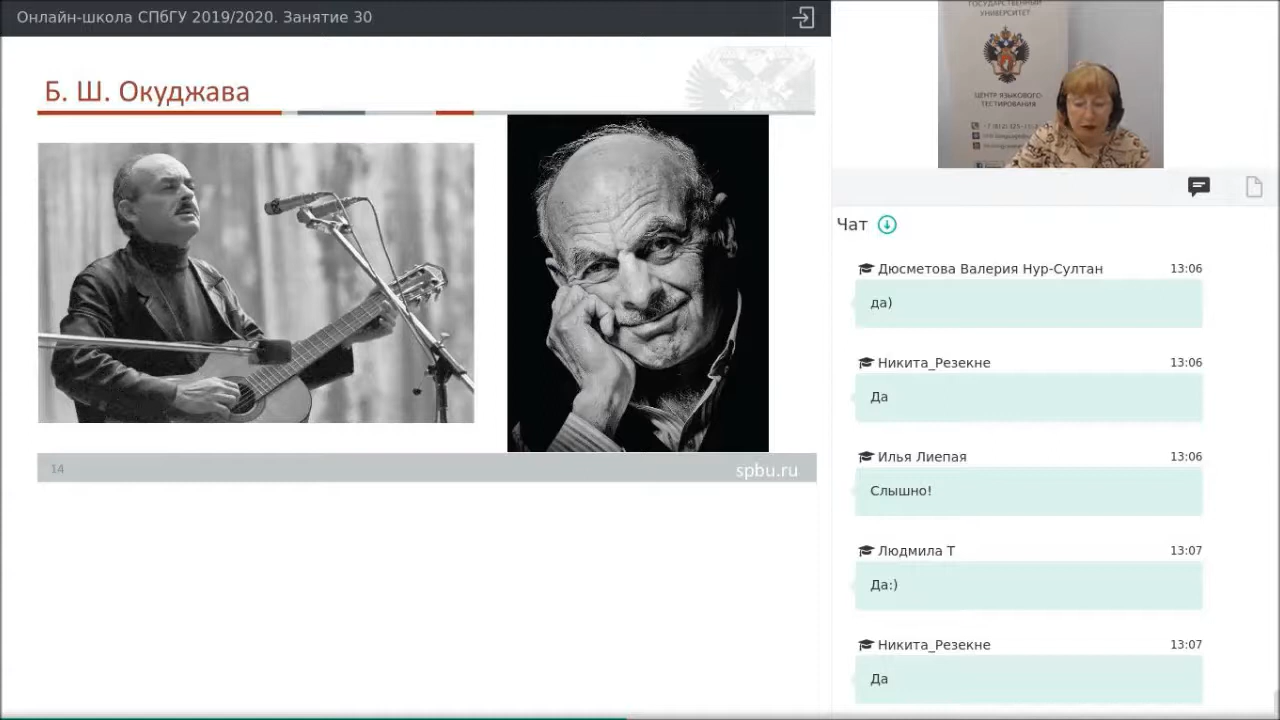 Онлайн-школа СПбГУ 2019/2020. Занятие 30
Б. Ш. Окуджава
14
spbu.ru
УНИВЕРСИТЕТ
ЦЕНТР ЯЗЫКОВОГО
ТЕСТИРОВАНИЯ
Чат
Дюсметова Валерия Нур-Султан 13:06
да)
Никита_Резекне 13:06
Да
Илья Лиепая 13:06
Слышно!
Людмила Т 13:07
Да:)
Никита_Резекне 13:07
Да